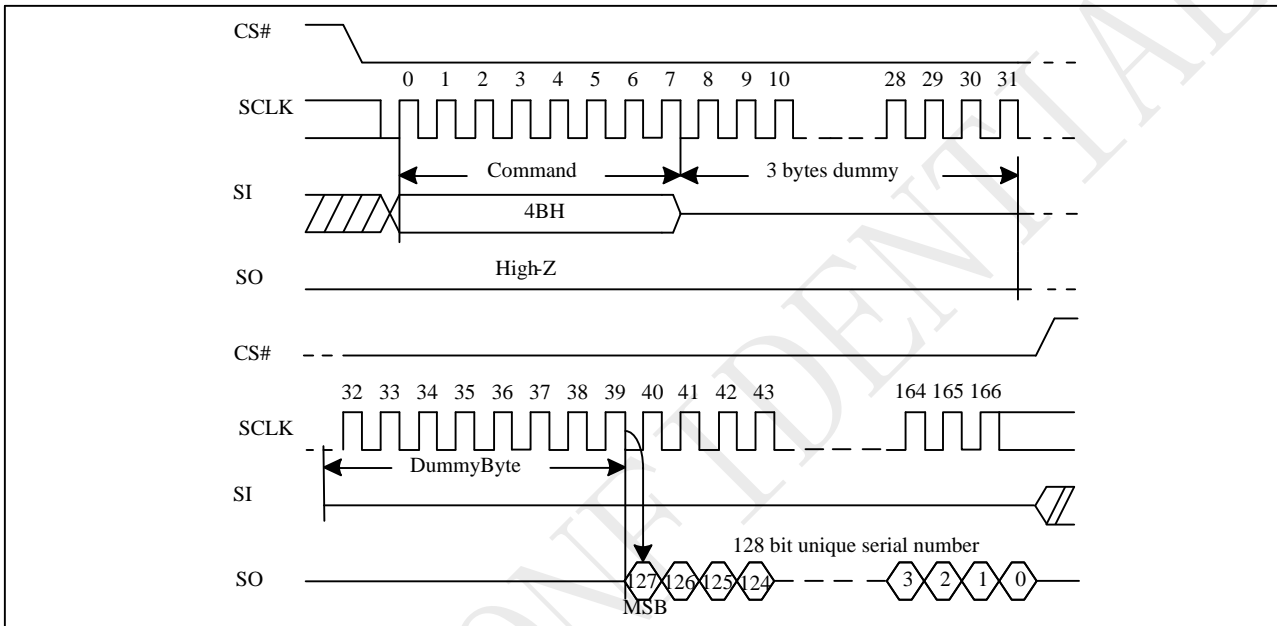 CS#
0 1 2 3 4 5 6 7 8 9 10 28 29 30 31
SCLK
Command 3 bytes dummy
SI
4BH
High-Z
SO
CS#
32 33 34 35 36 37 38 39 40 41 42 43 164 165 166
SCLK
DummyByte
SI
128 bit unique serial number
SO 127 126 125 124 3 2 1 0
MSB
ONFIDENTIAL